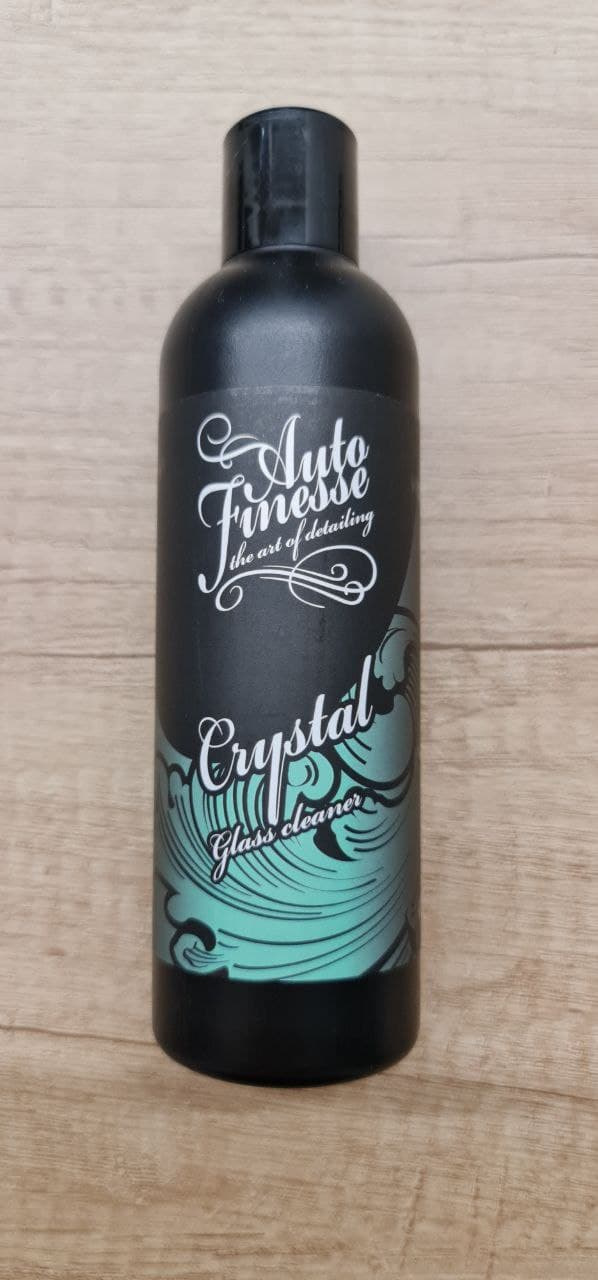 Auto
Finesse
the art of detailing
Crystal
Glass cleaner